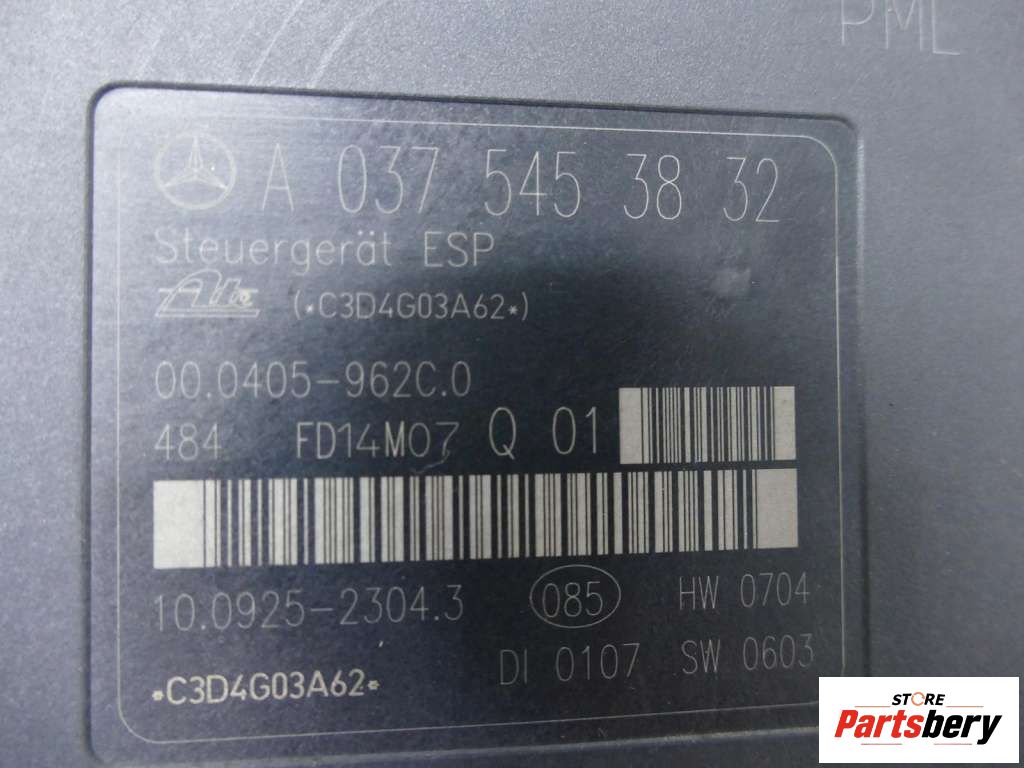 PML
A 037 545 38 32
Steuergerät ESP
Ate (*C3D4G03A62*)
00.0405-962C.0
484 FD14M07 Q 01
10.0925-2304.3 085 HW 0704
DI 0107 SW 0603
*C3D4G03A62*
STORE
Partsbery